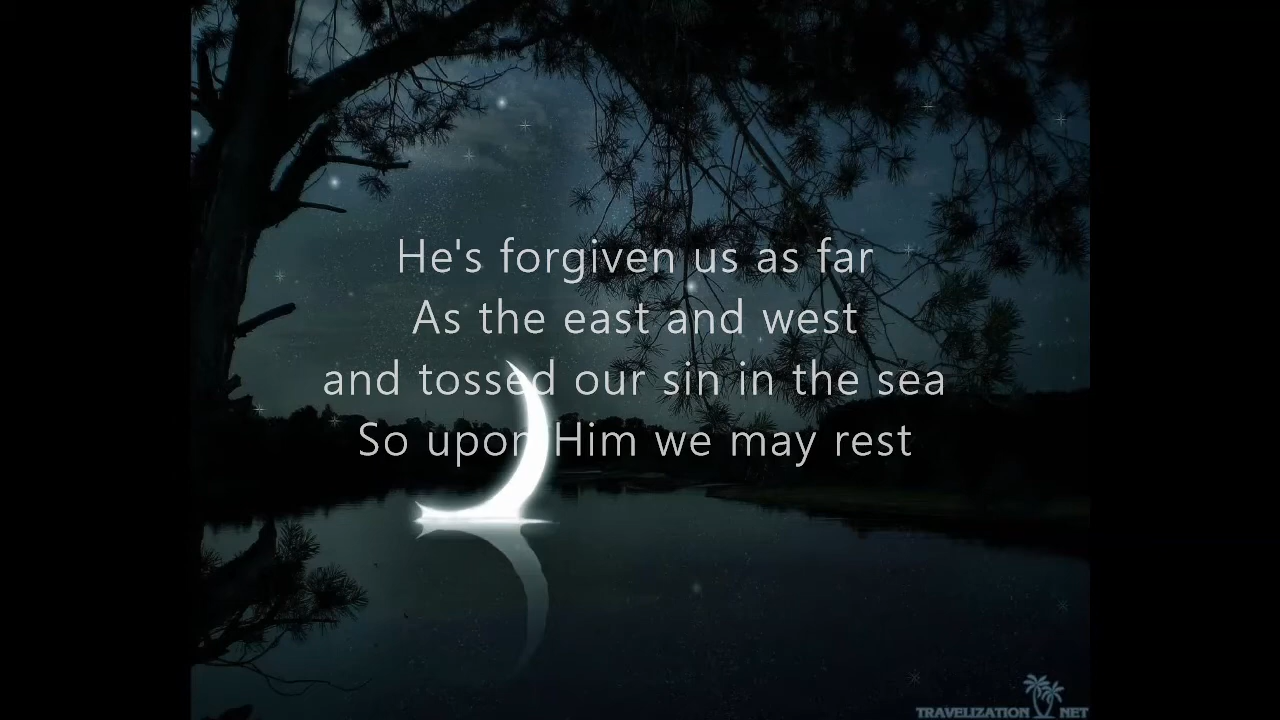 He's forgiven us as far
As the east and west
and tossed our sin in the sea
So upon Him we may rest
TRAVELIZATION NET